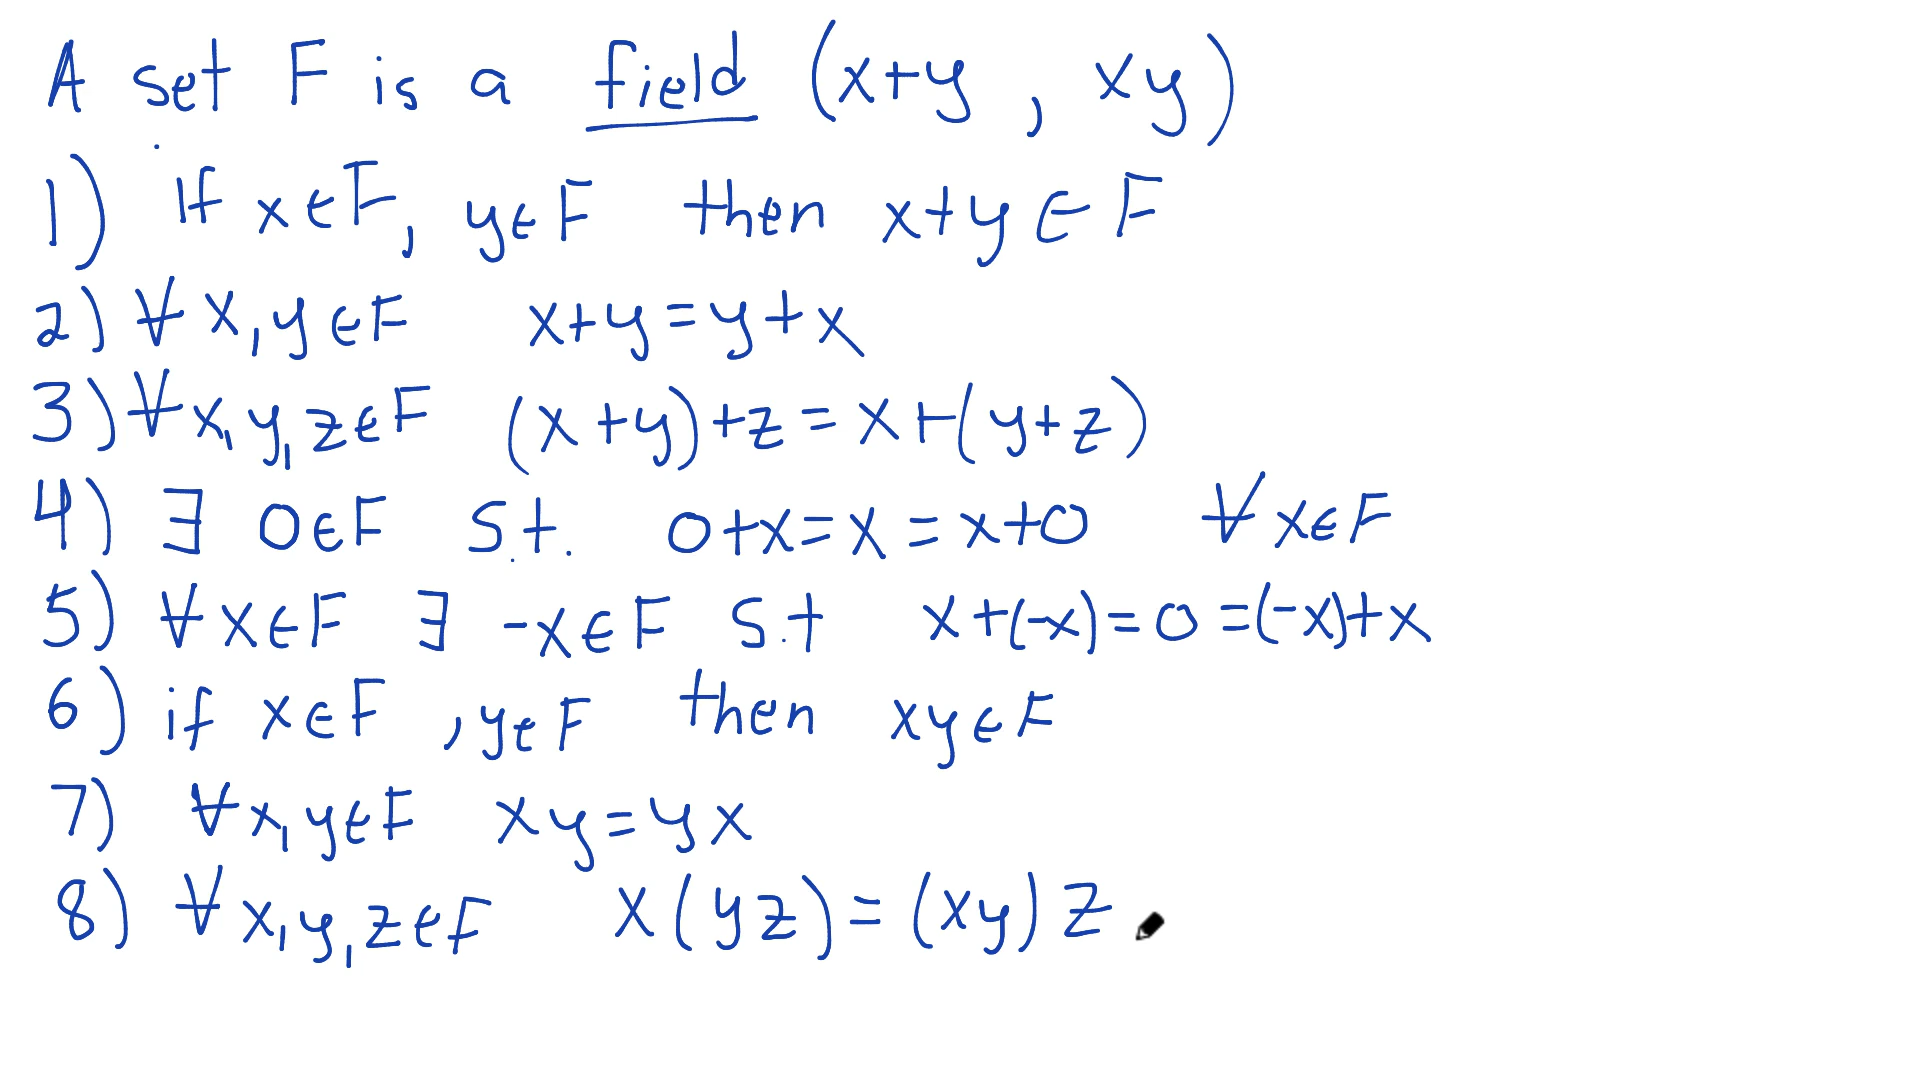 A set F is a field (x+y , xy)
1) If x∈F, y∈F then x+y ∈ F
2) ∀ x,y∈F x+y=y+x
3) ∀ x,y,z∈F (x+y)+z=x+(y+z)
4) ∃ 0∈F s.t. 0+x=x=x+0 ∀ x∈F
5) ∀ x∈F ∃ -x∈F s.t x+(-x)=0=(-x)+x
6) if x∈F ,y∈F then xy∈F
7) ∀ x,y∈F xy=yx
8) ∀ x,y,z∈F x(yz)=(xy)z